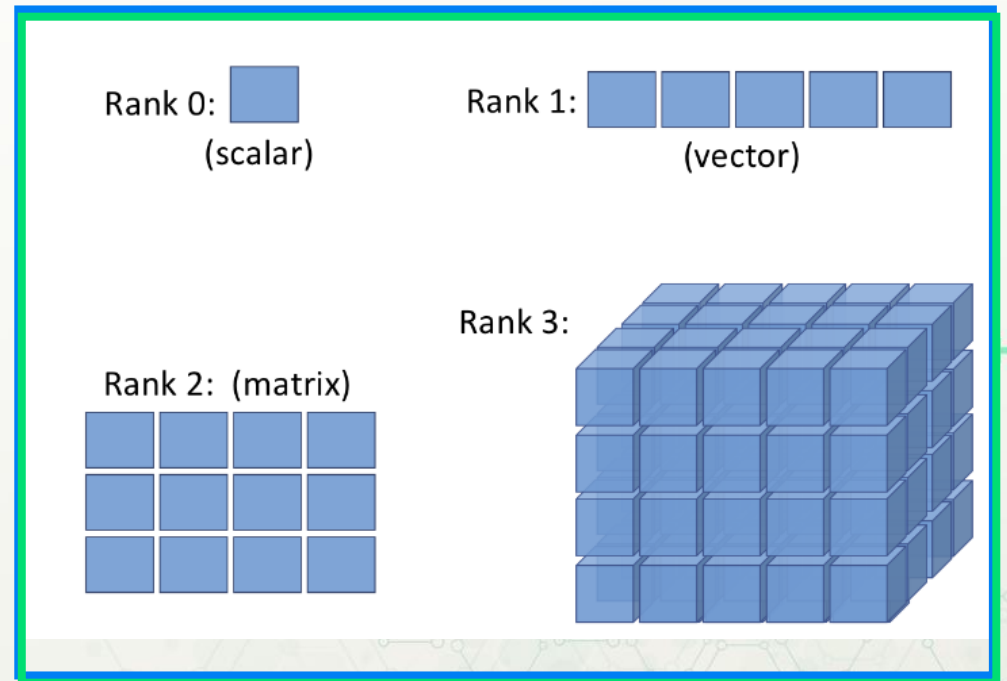 Rank 0:
(scalar)
Rank 1:
(vector)
Rank 2: (matrix)
Rank 3: